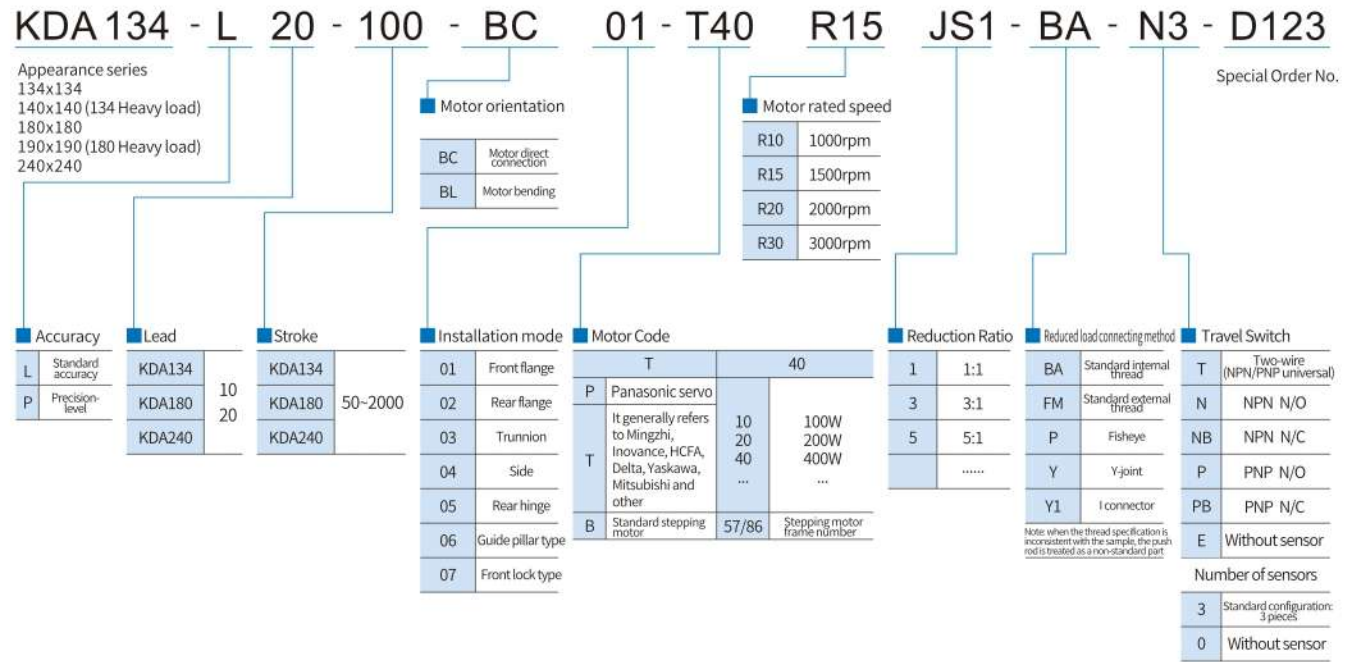 KDA 134 - L 20 - 100 - BC 01 - T40 R15 JS1 - BA - N3 - D123
Appearance series
134x134
140x140 (134 Heavy load)
180x180
190x190 (180 Heavy load)
240x240
Special Order No.
Motor orientation
BC Motor direct connection
BL Motor bending
Motor rated speed
R10 1000rpm
R15 1500rpm
R20 2000rpm
R30 3000rpm
Accuracy
L Standard accuracy
P Precision-level
Lead
KDA134
KDA180
KDA240
10
20
Stroke
KDA134
KDA180
KDA240
50~2000
Installation mode
01 Front flange
02 Rear flange
03 Trunnion
04 Side
05 Rear hinge
06 Guide pillar type
07 Front lock type
Motor Code
T 40
P Panasonic servo
T
It generally refers
to Mingzhi,
Inovance, HCFA,
Delta, Yaskawa,
Mitsubishi and
other
10 100W
20 200W
40 400W
... ...
B Standard stepping motor 57/86 Stepping motor frame number
Reduction Ratio
1 1:1
3 3:1
5 5:1
......
Reduced load connecting method
BA Standard internal thread
FM Standard external thread
P Fisheye
Y Y-joint
Y1 I connector
Note: when the thread specification is
inconsistent with the sample, the push
rod is treated as a non-standard part
Travel Switch
T Two-wire (NPN/PNP universal)
N NPN N/O
NB NPN N/C
P PNP N/O
PB PNP N/C
E Without sensor
Number of sensors
3 Standard configuration: 3 pieces
0 Without sensor